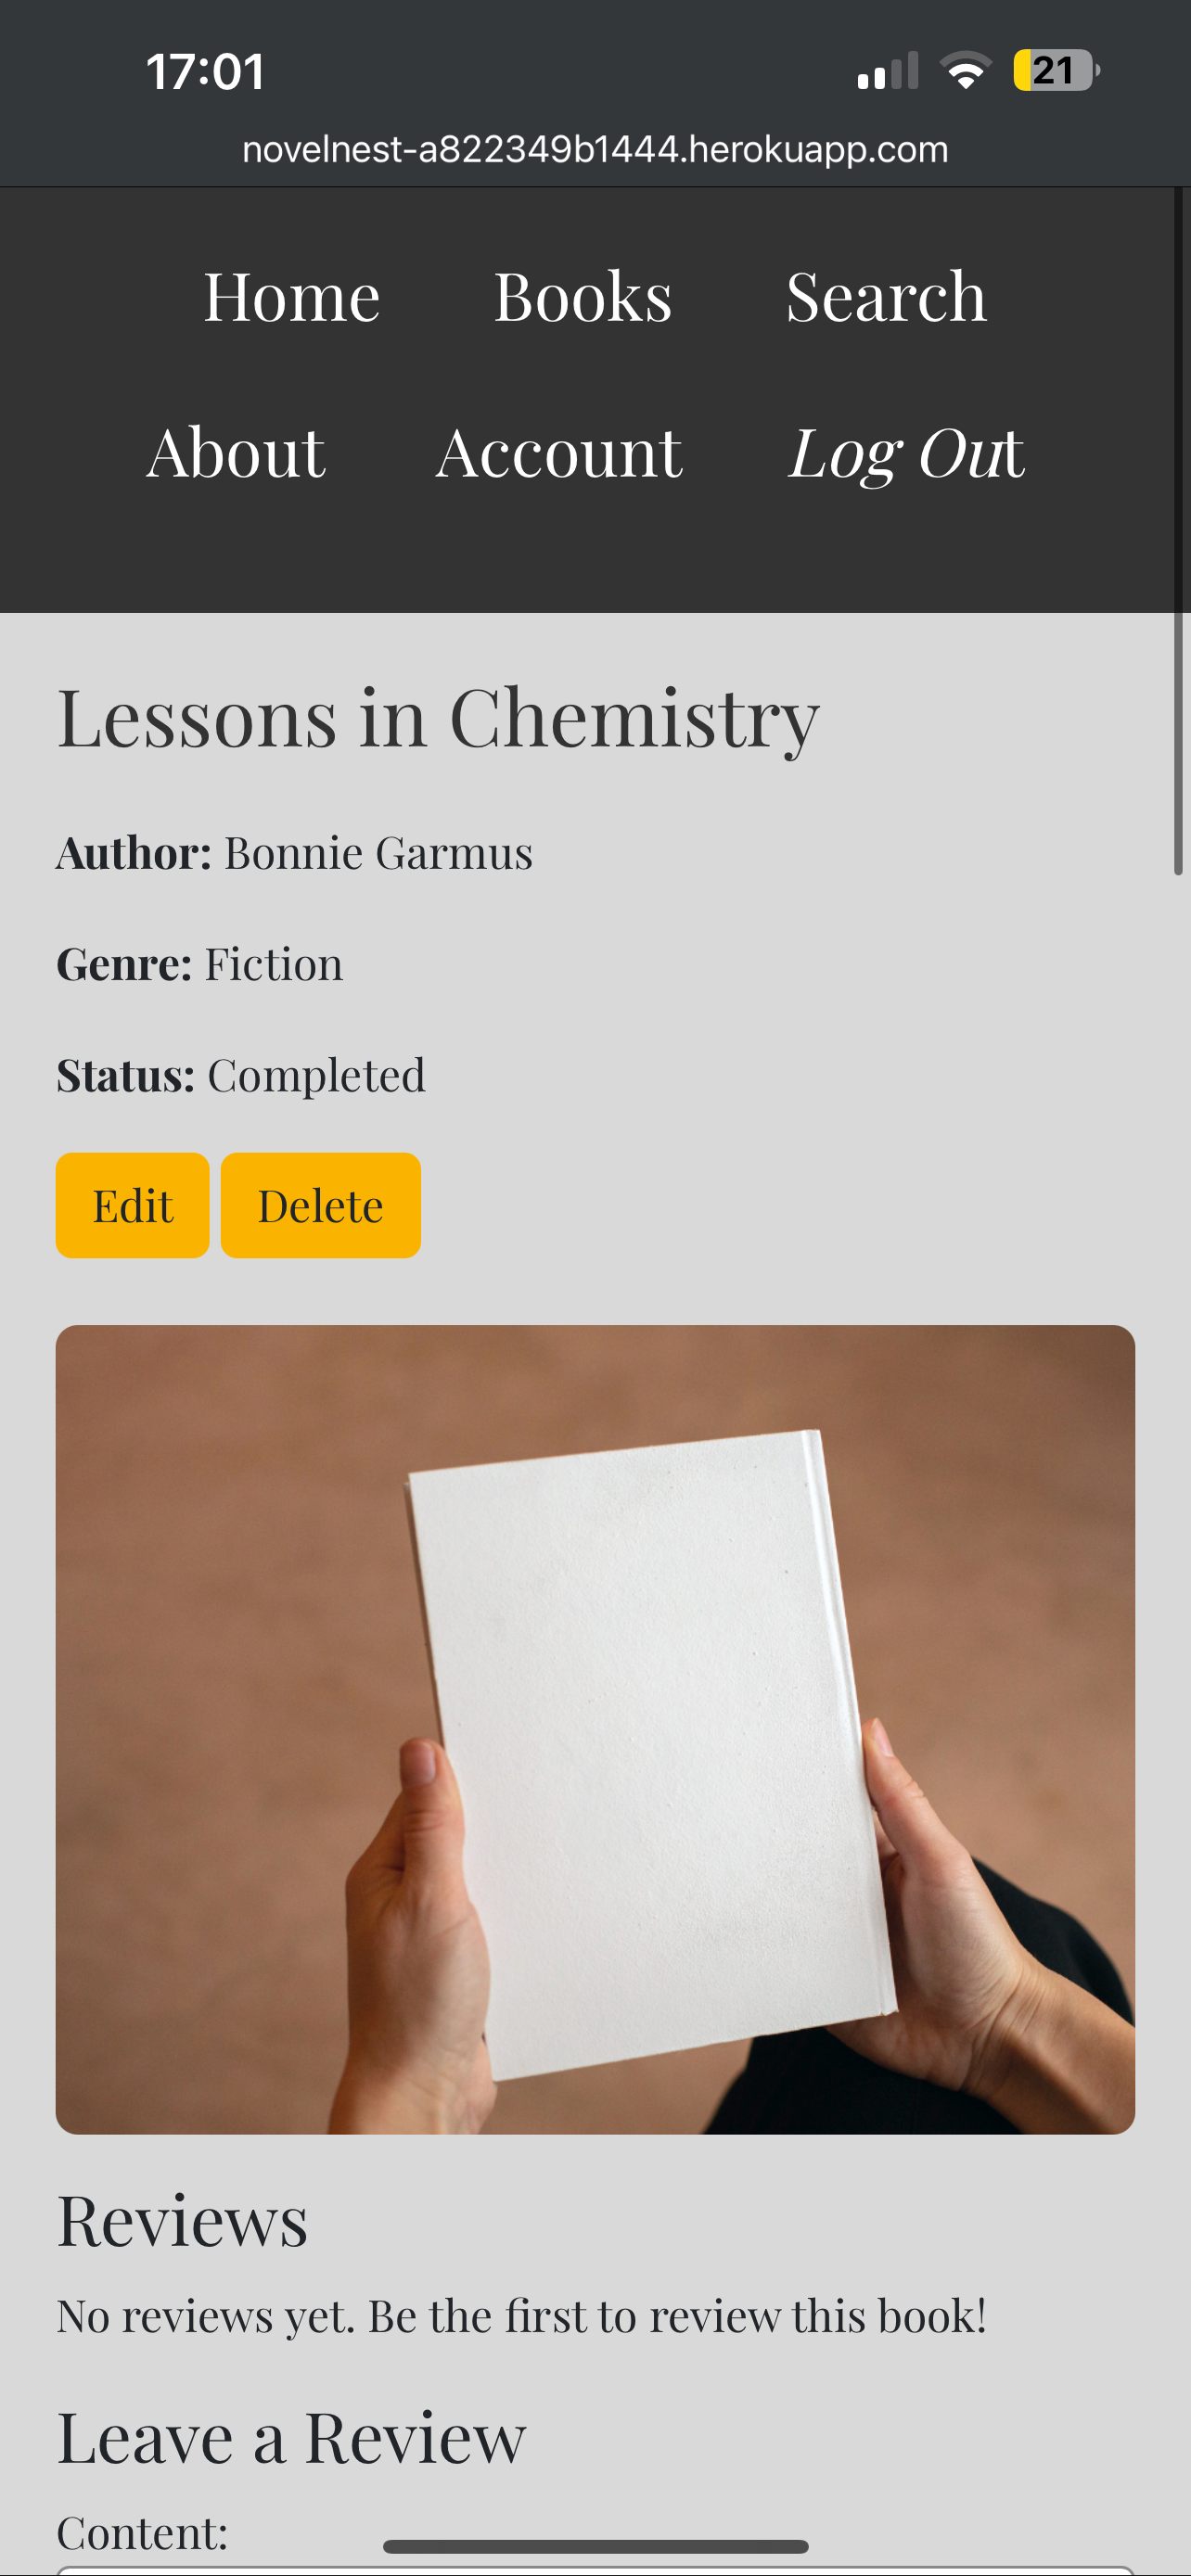 17:01 21
novelnest-a822349b1444.herokuapp.com
Home Books Search
About Account Log Out
Lessons in Chemistry
Author: Bonnie Garmus
Genre: Fiction
Status: Completed
Edit Delete
Reviews
No reviews yet. Be the first to review this book!
Leave a Review
Content: